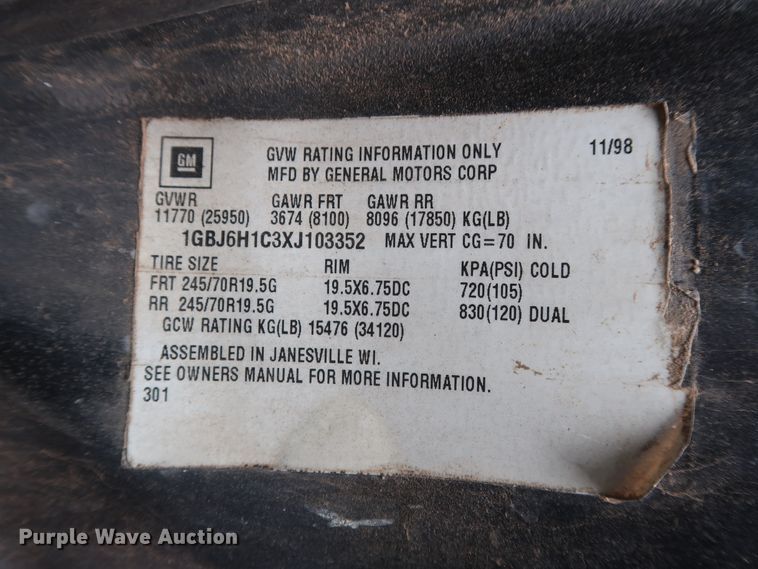 GM GVW RATING INFORMATION ONLY 11/98
MFD BY GENERAL MOTORS CORP
GVWR GAWR FRT GAWR RR
11770 (25950) 3674 (8100) 8096 (17850) KG(LB)
1GBJ6H1C3XJ103352 MAX VERT CG=70 IN.
TIRE SIZE RIM KPA(PSI) COLD
FRT 245/70R19.5G 19.5X6.75DC 720(105)
RR 245/70R19.5G 19.5X6.75DC 830(120) DUAL
GCW RATING KG(LB) 15476 (34120)
ASSEMBLED IN JANESVILLE WI.
SEE OWNERS MANUAL FOR MORE INFORMATION.
301
Purple Wave Auction